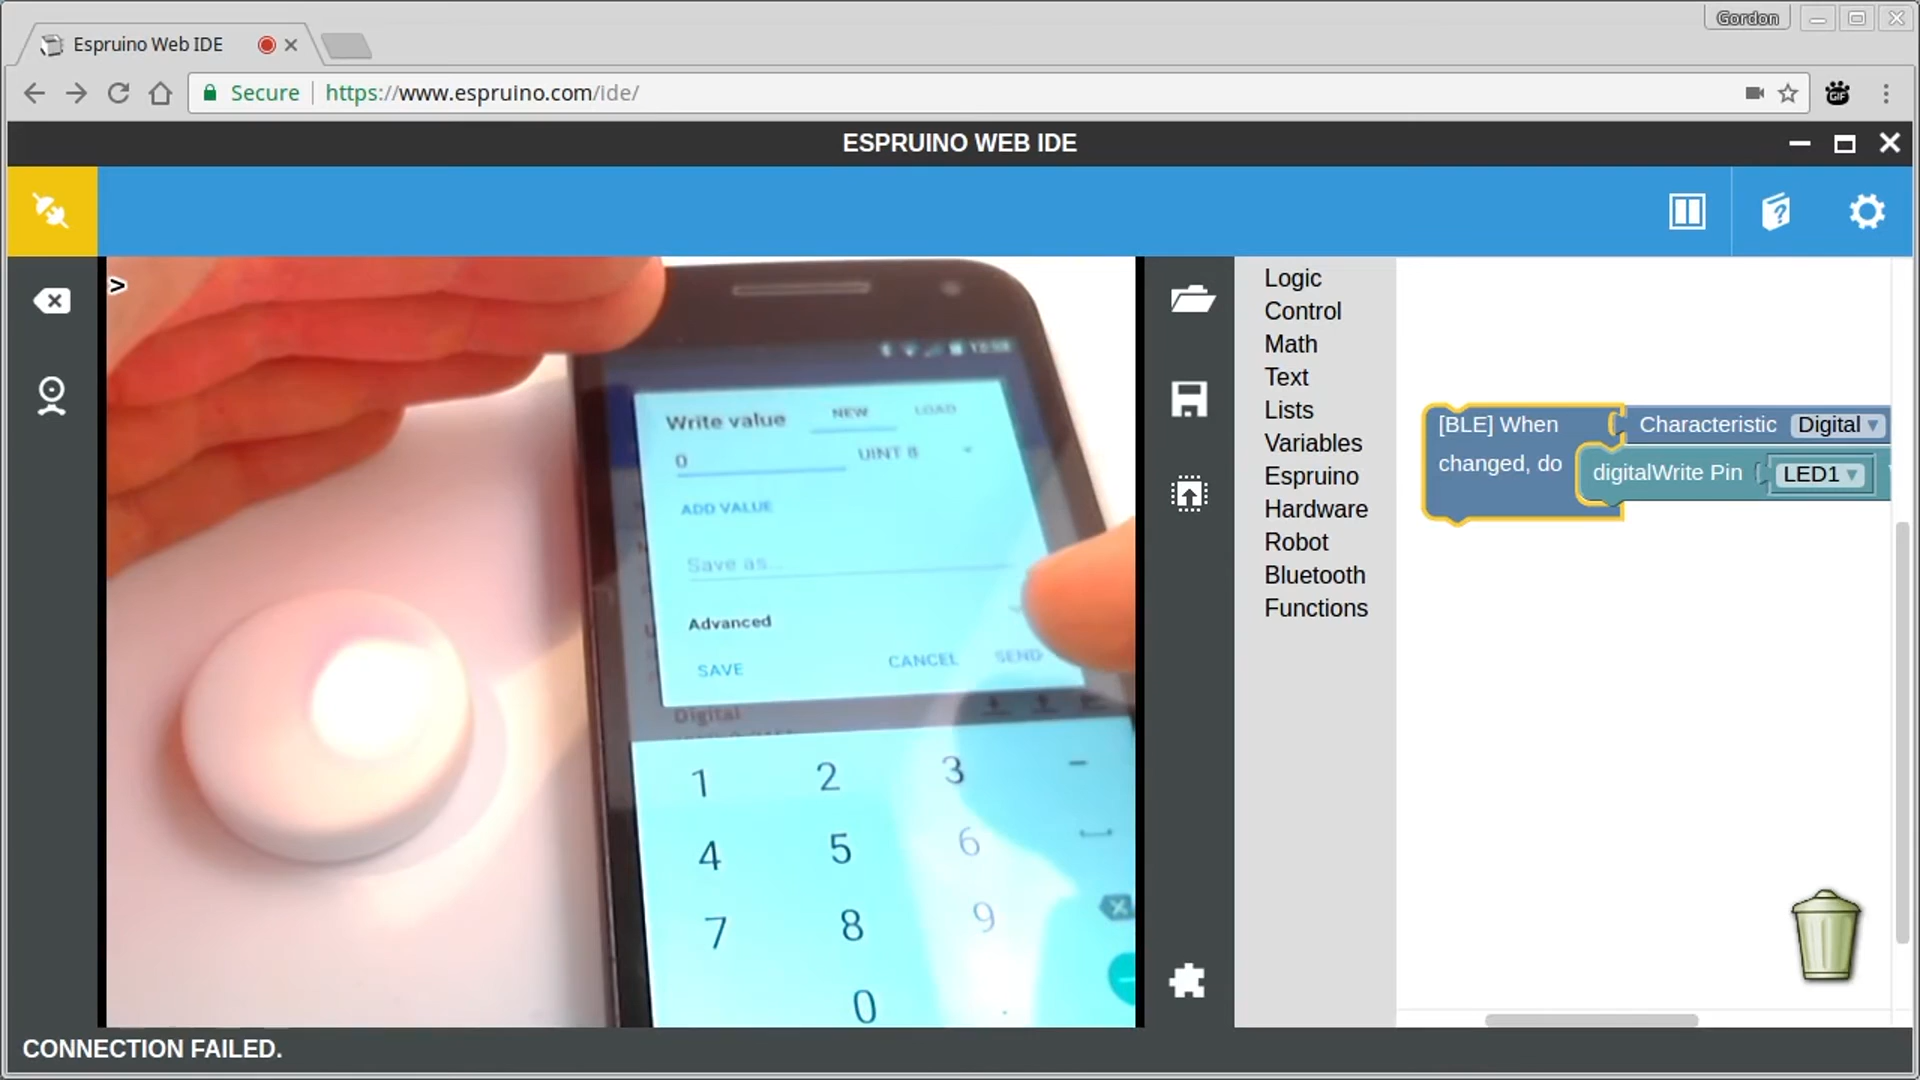 Gordon
Espruino Web IDE
Secure
https://www.espruino.com/ide/
GIF
ESPRUINO WEB IDE
?
>
Write value
NEW
LOAD
0
UINT 8
ADD VALUE
Save as...
Advanced
SAVE
CANCEL
SEND
Digital
1 2 3 -
4 5 6
7 8 9
0 .
Logic
Control
Math
Text
Lists
Variables
Espruino
Hardware
Robot
Bluetooth
Functions
[BLE] When Characteristic Digital
changed, do digitalWrite Pin LED1
CONNECTION FAILED.